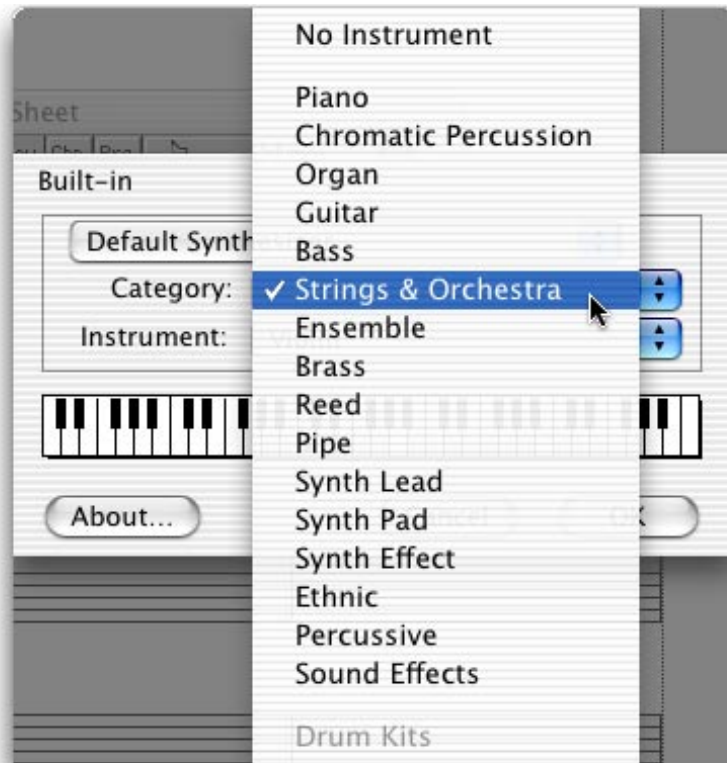 No Instrument
Piano
Sheet
Chromatic Percussion
Organ
Built-in
Guitar
Default Synth
Bass
Category:
✓ Strings & Orchestra
Instrument:
Ensemble
Brass
Reed
Pipe
Synth Lead
About...
Synth Pad
Synth Effect
Ethnic
Percussive
Sound Effects
Drum Kits